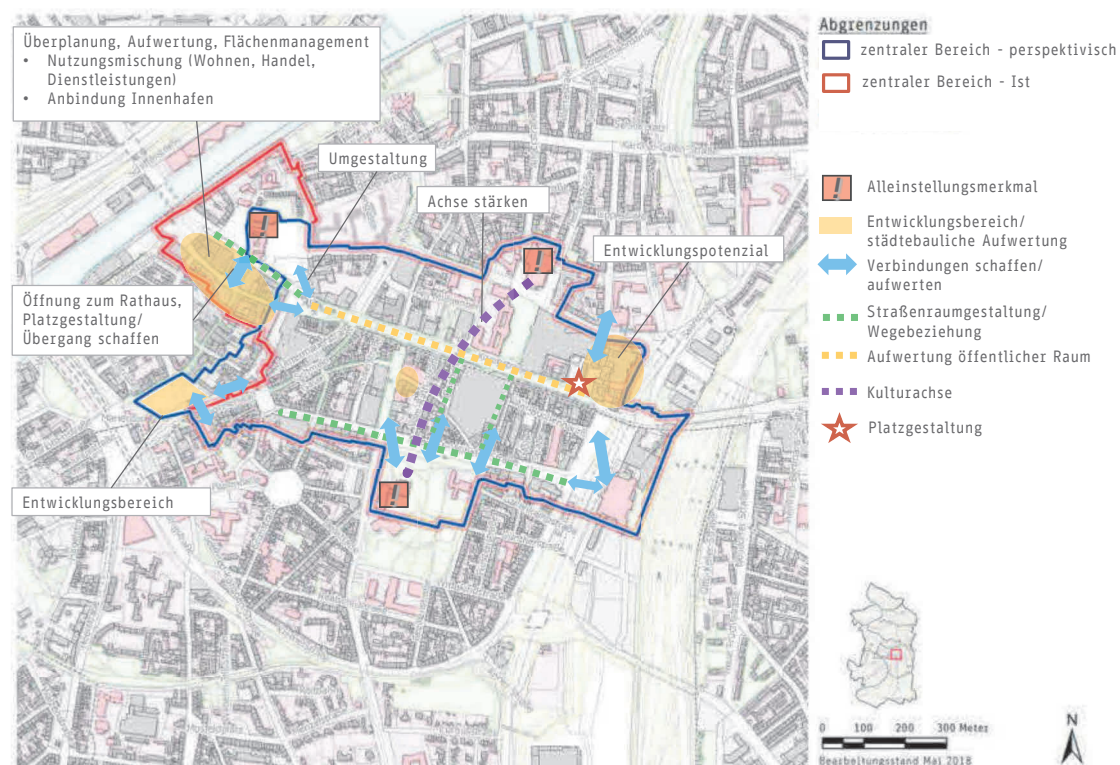 Überplanung, Aufwertung, Flächenmanagement
• Nutzungsmischung (Wohnen, Handel,
Dienstleistungen)
• Anbindung Innenhafen
Umgestaltung
Achse stärken
Entwicklungspotenzial
Öffnung zum Rathaus,
Platzgestaltung/
Übergang schaffen
Entwicklungsbereich
Abgrenzungen
zentraler Bereich - perspektivisch
zentraler Bereich - Ist
! Alleinstellungsmerkmal
Entwicklungsbereich/
städtebauliche Aufwertung
Verbindungen schaffen/
aufwerten
Straßenraumgestaltung/
Wegebeziehung
Aufwertung öffentlicher Raum
Kulturachse
Platzgestaltung
!
!
!
0 100 200 300 Meter
Bearbeitungsstand Mai 2018
N